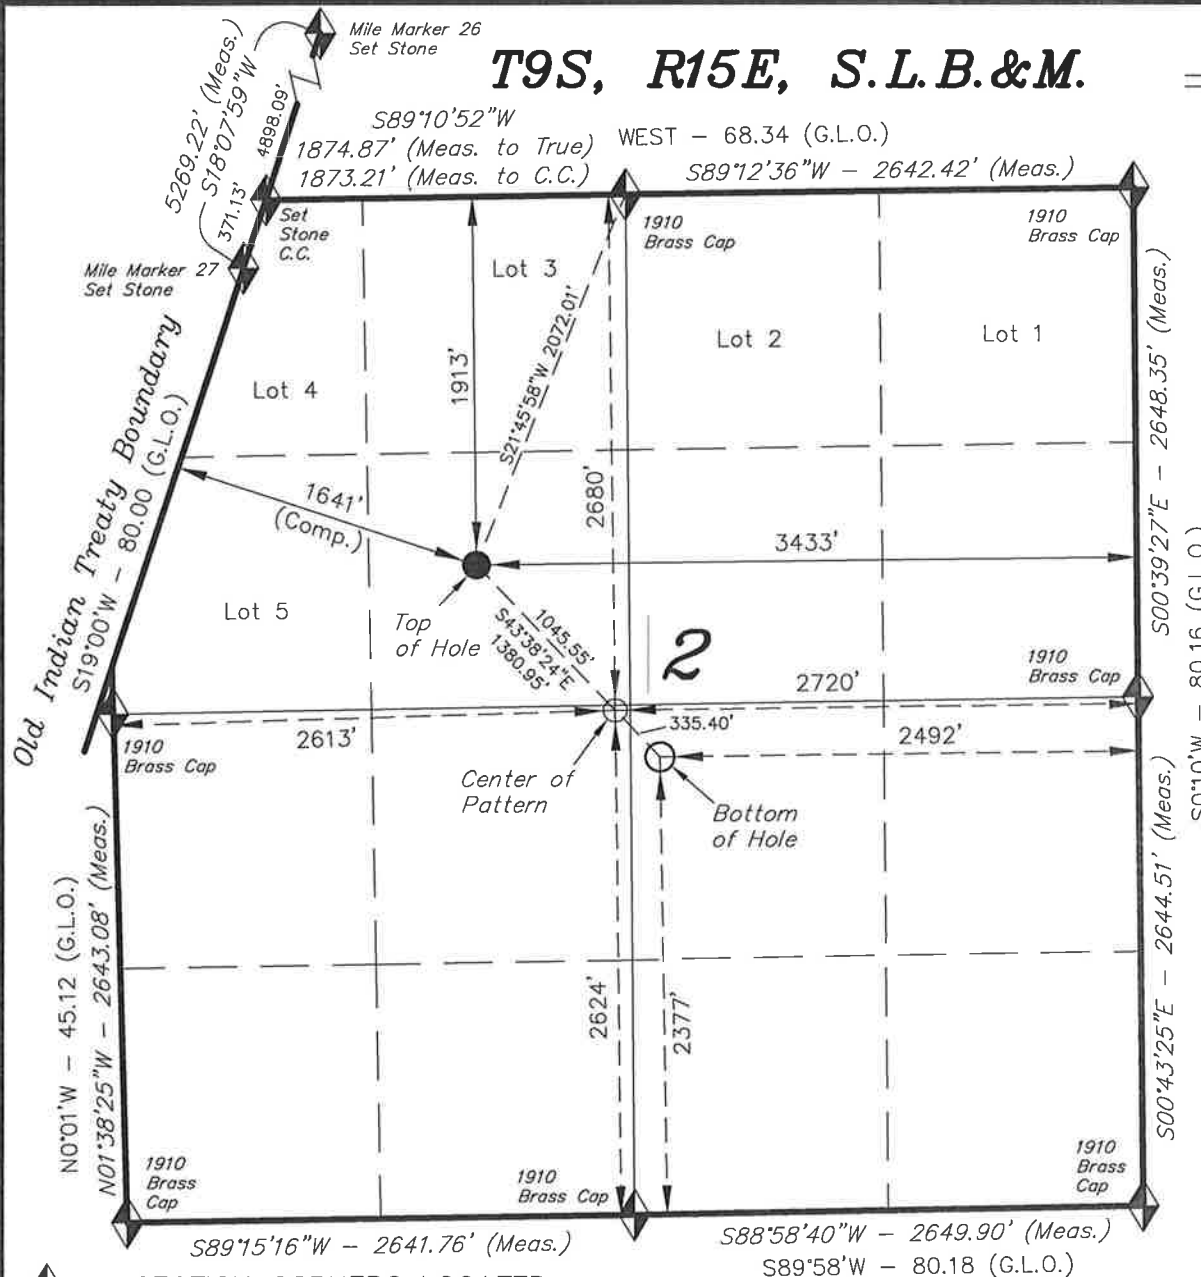 T9S, R15E, S.L.B.&M.
Mile Marker 26
Set Stone
5269.22' (Meas.)
S18°07'59"W
4898.09'
371.13'
S89°10'52"W
1874.87' (Meas. to True)
1873.21' (Meas. to C.C.)
WEST – 68.34 (G.L.O.)
S89°12'36"W – 2642.42' (Meas.)
Set
Stone
C.C.
1910
Brass Cap
1910
Brass Cap
Mile Marker 27
Set Stone
Lot 3
Lot 2
Lot 1
Lot 4
1913'
S21°45'58"W 2072.01'
2680'
S00°39'27"E – 2648.35' (Meas.)
Old Indian Treaty Boundary
S19°00'W – 80.00 (G.L.O.)
1641'
(Comp.)
3433'
Lot 5
Top
of Hole
1045.55'
S43°38'24"E
1380.95'
2
1910
Brass Cap
2720'
S0°10'W – 80.16 (G.L.O.)
2613'
335.40'
2492'
1910
Brass Cap
Center of
Pattern
Bottom
of Hole
N0°01'W – 45.12 (G.L.O.)
N01°38'25"W – 2643.08' (Meas.)
2624'
2377'
S00°43'25"E – 2644.51' (Meas.)
1910
Brass
Cap
1910
Brass Cap
1910
Brass
Cap
S89°15'16"W – 2641.76' (Meas.)
S88°58'40"W – 2649.90' (Meas.)
S89°58'W – 80.18 (G.L.O.)